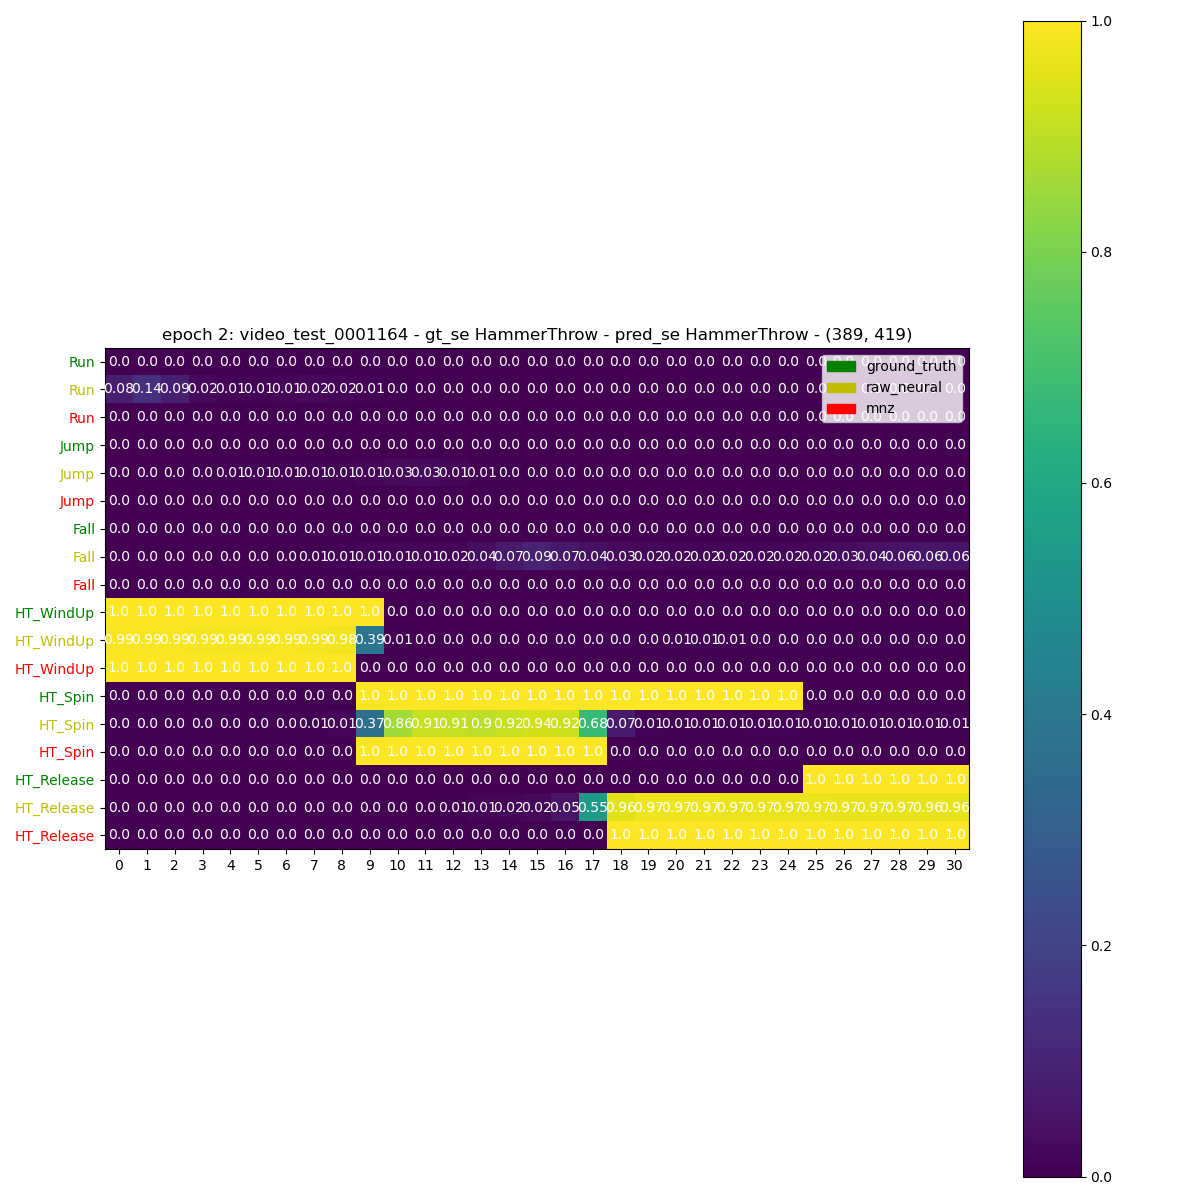 epoch 2: video_test_0001164 - gt_se HammerThrow - pred_se HammerThrow - (389, 419)
Run 0.0 0.0 0.0 0.0 0.0 0.0 0.0 0.0 0.0 0.0 0.0 0.0 0.0 0.0 0.0 0.0 0.0 0.0 0.0 0.0 0.0 0.0 0.0 0.0 0.0 0.0 0.0 0.0 0.0 0.0 0.0
Run 0.08 0.14 0.09 0.02 0.01 0.01 0.01 0.02 0.02 0.01 0.0 0.0 0.0 0.0 0.0 0.0 0.0 0.0 0.0 0.0 0.0 0.0 0.0 0.0 0.0 0.0 0.0 0.0 0.0 0.0 0.0
Run 0.0 0.0 0.0 0.0 0.0 0.0 0.0 0.0 0.0 0.0 0.0 0.0 0.0 0.0 0.0 0.0 0.0 0.0 0.0 0.0 0.0 0.0 0.0 0.0 0.0 0.0 0.0 0.0 0.0 0.0 0.0
ground_truth
raw_neural
mnz
Jump 0.0 0.0 0.0 0.0 0.0 0.0 0.0 0.0 0.0 0.0 0.0 0.0 0.0 0.0 0.0 0.0 0.0 0.0 0.0 0.0 0.0 0.0 0.0 0.0 0.0 0.0 0.0 0.0 0.0 0.0 0.0
Jump 0.0 0.0 0.0 0.0 0.01 0.01 0.01 0.01 0.01 0.01 0.03 0.03 0.01 0.01 0.0 0.0 0.0 0.0 0.0 0.0 0.0 0.0 0.0 0.0 0.0 0.0 0.0 0.0 0.0 0.0 0.0
Jump 0.0 0.0 0.0 0.0 0.0 0.0 0.0 0.0 0.0 0.0 0.0 0.0 0.0 0.0 0.0 0.0 0.0 0.0 0.0 0.0 0.0 0.0 0.0 0.0 0.0 0.0 0.0 0.0 0.0 0.0 0.0
Fall 0.0 0.0 0.0 0.0 0.0 0.0 0.0 0.0 0.0 0.0 0.0 0.0 0.0 0.0 0.0 0.0 0.0 0.0 0.0 0.0 0.0 0.0 0.0 0.0 0.0 0.0 0.0 0.0 0.0 0.0 0.0
Fall 0.0 0.0 0.0 0.0 0.0 0.0 0.0 0.01 0.01 0.01 0.01 0.01 0.02 0.04 0.07 0.09 0.07 0.04 0.03 0.02 0.02 0.02 0.02 0.02 0.02 0.02 0.03 0.04 0.06 0.06 0.06
Fall 0.0 0.0 0.0 0.0 0.0 0.0 0.0 0.0 0.0 0.0 0.0 0.0 0.0 0.0 0.0 0.0 0.0 0.0 0.0 0.0 0.0 0.0 0.0 0.0 0.0 0.0 0.0 0.0 0.0 0.0 0.0
HT_WindUp 1.0 1.0 1.0 1.0 1.0 1.0 1.0 1.0 1.0 1.0 0.0 0.0 0.0 0.0 0.0 0.0 0.0 0.0 0.0 0.0 0.0 0.0 0.0 0.0 0.0 0.0 0.0 0.0 0.0 0.0 0.0
HT_WindUp 0.99 0.99 0.99 0.99 0.99 0.99 0.99 0.99 0.98 0.39 0.01 0.0 0.0 0.0 0.0 0.0 0.0 0.0 0.0 0.0 0.01 0.01 0.01 0.0 0.0 0.0 0.0 0.0 0.0 0.0 0.0
HT_WindUp 1.0 1.0 1.0 1.0 1.0 1.0 1.0 1.0 1.0 0.0 0.0 0.0 0.0 0.0 0.0 0.0 0.0 0.0 0.0 0.0 0.0 0.0 0.0 0.0 0.0 0.0 0.0 0.0 0.0 0.0 0.0
HT_Spin 0.0 0.0 0.0 0.0 0.0 0.0 0.0 0.0 0.0 1.0 1.0 1.0 1.0 1.0 1.0 1.0 1.0 1.0 1.0 1.0 1.0 1.0 1.0 1.0 1.0 0.0 0.0 0.0 0.0 0.0 0.0
HT_Spin 0.0 0.0 0.0 0.0 0.0 0.0 0.0 0.01 0.01 0.37 0.86 0.91 0.91 0.9 0.92 0.94 0.92 0.68 0.07 0.01 0.01 0.01 0.01 0.01 0.01 0.01 0.01 0.01 0.01 0.01 0.01
HT_Spin 0.0 0.0 0.0 0.0 0.0 0.0 0.0 0.0 0.0 1.0 1.0 1.0 1.0 1.0 1.0 1.0 1.0 1.0 0.0 0.0 0.0 0.0 0.0 0.0 0.0 0.0 0.0 0.0 0.0 0.0 0.0
HT_Release 0.0 0.0 0.0 0.0 0.0 0.0 0.0 0.0 0.0 0.0 0.0 0.0 0.0 0.0 0.0 0.0 0.0 0.0 0.0 0.0 0.0 0.0 0.0 0.0 0.0 1.0 1.0 1.0 1.0 1.0 1.0
HT_Release 0.0 0.0 0.0 0.0 0.0 0.0 0.0 0.0 0.0 0.0 0.0 0.0 0.01 0.01 0.02 0.02 0.05 0.55 0.96 0.97 0.97 0.97 0.97 0.97 0.97 0.97 0.97 0.97 0.97 0.96 0.96
HT_Release 0.0 0.0 0.0 0.0 0.0 0.0 0.0 0.0 0.0 0.0 0.0 0.0 0.0 0.0 0.0 0.0 0.0 0.0 1.0 1.0 1.0 1.0 1.0 1.0 1.0 1.0 1.0 1.0 1.0 1.0 1.0
0 1 2 3 4 5 6 7 8 9 10 11 12 13 14 15 16 17 18 19 20 21 22 23 24 25 26 27 28 29 30
1.0
0.8
0.6
0.4
0.2
0.0